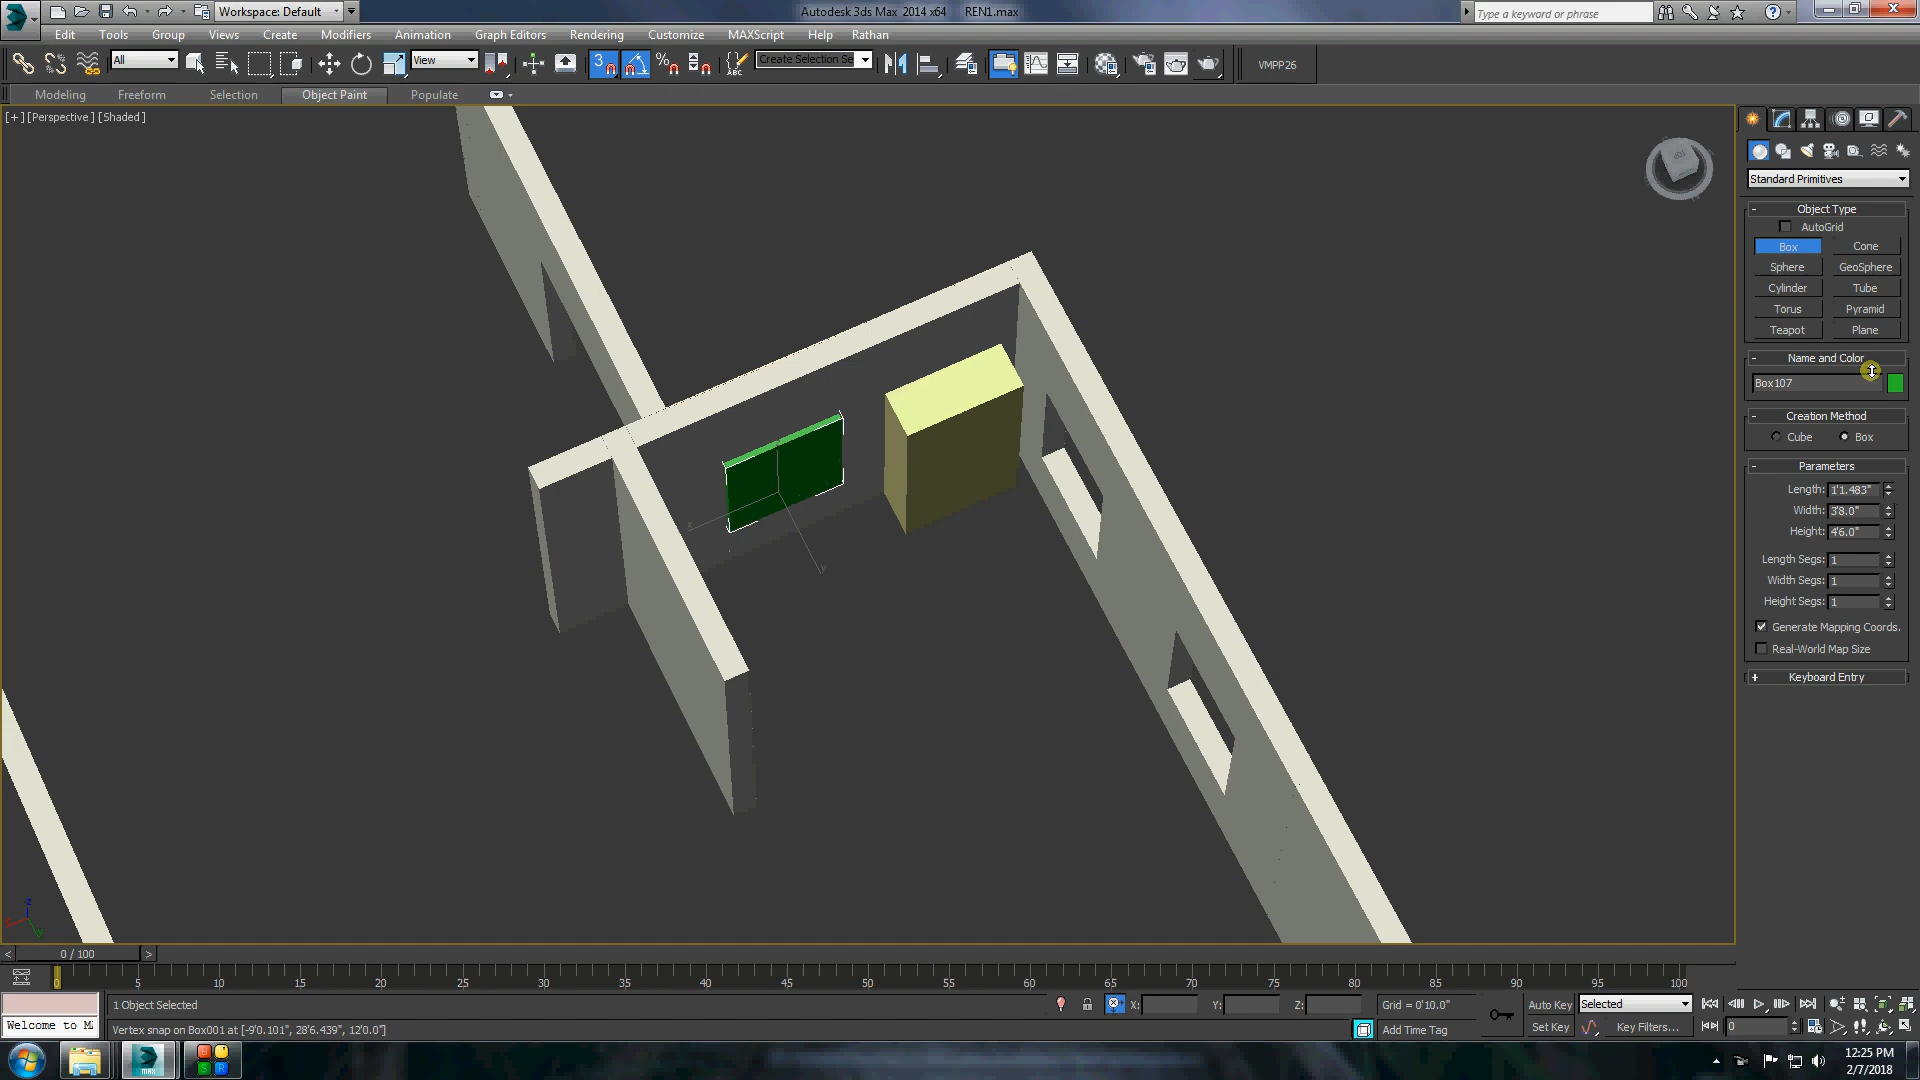 Workspace: Default
Autodesk 3ds Max 2014 x64 REN1.max
Type a keyword or phrase
Edit Tools Group Views Create Modifiers Animation Graph Editors Rendering Customize MAXScript Help Rathan
All
View
3
ABC
Create Selection Se
VMPP26
Modeling Freeform Selection Object Paint Populate
[+] [Perspective] [Shaded]
Standard Primitives
Object Type
AutoGrid
Box Cone
Sphere GeoSphere
Cylinder Tube
Torus Pyramid
Teapot Plane
Name and Color
Box107
Creation Method
Cube Box
Parameters
Length: 1'1.483"
Width: 3'8.0"
Height: 4'6.0"
Length Segs: 1
Width Segs: 1
Height Segs: 1
Generate Mapping Coords.
Real-World Map Size
Keyboard Entry
x
y
z
0 / 100
0 5 10 15 20 25 30 35 40 45 50 55 60 65 70 75 80 85 90 95 100
1 Object Selected
X: Y: Z: Grid = 0'10.0"
Auto Key Selected
Welcome to M
Vertex snap on Box001 at [-9'0.101", 28'6.439", 12'0.0"]
Add Time Tag
Set Key Key Filters...
0
MAX
12:25 PM
2/7/2018